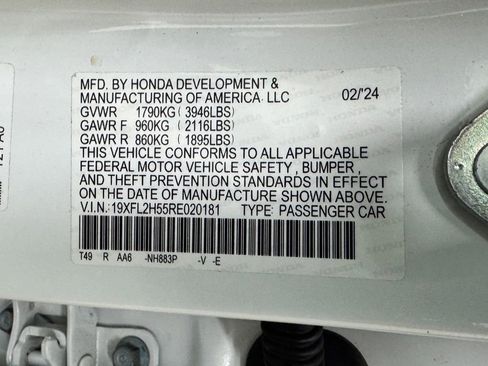 MFD. BY HONDA DEVELOPMENT &
MANUFACTURING OF AMERICA, LLC 02/'24
GVWR 1790KG (3946LBS)
GAWR F 960KG (2116LBS)
GAWR R 860KG (1895LBS)
THIS VEHICLE CONFORMS TO ALL APPLICABLE
FEDERAL MOTOR VEHICLE SAFETY, BUMPER,
AND THEFT PREVENTION STANDARDS IN EFFECT
ON THE DATE OF MANUFACTURE SHOWN ABOVE.
V.I.N: 19XFL2H55RE020181 TYPE: PASSENGER CAR
T49 R AA6 -NH883P -V -E